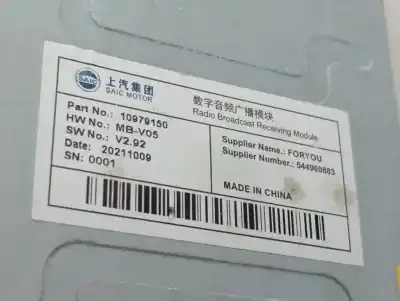 SAIC
上汽集团
SAIC MOTOR
数字音频广播模块
Radio Broadcast Receiving Module
Part No.: 10979150
HW No.: MB-V05
SW No.: V2.92
Date: 20211009
SN: 0001
Supplier Name.: FORYOU
Supplier Number.: 544960883
MADE IN CHINA